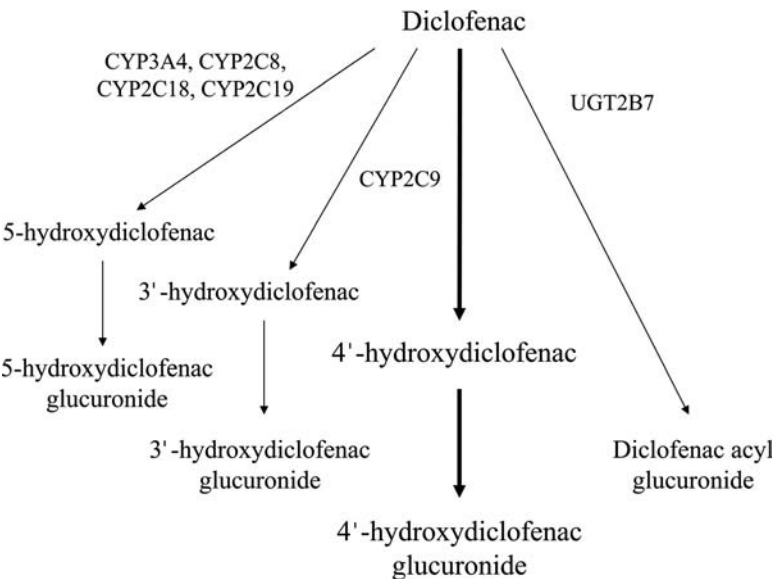 Diclofenac
CYP3A4, CYP2C8,
CYP2C18, CYP2C19
UGT2B7
CYP2C9
5-hydroxydiclofenac
3'-hydroxydiclofenac
4'-hydroxydiclofenac
5-hydroxydiclofenac
glucuronide
3'-hydroxydiclofenac
glucuronide
Diclofenac acyl
glucuronide
4'-hydroxydiclofenac
glucuronide